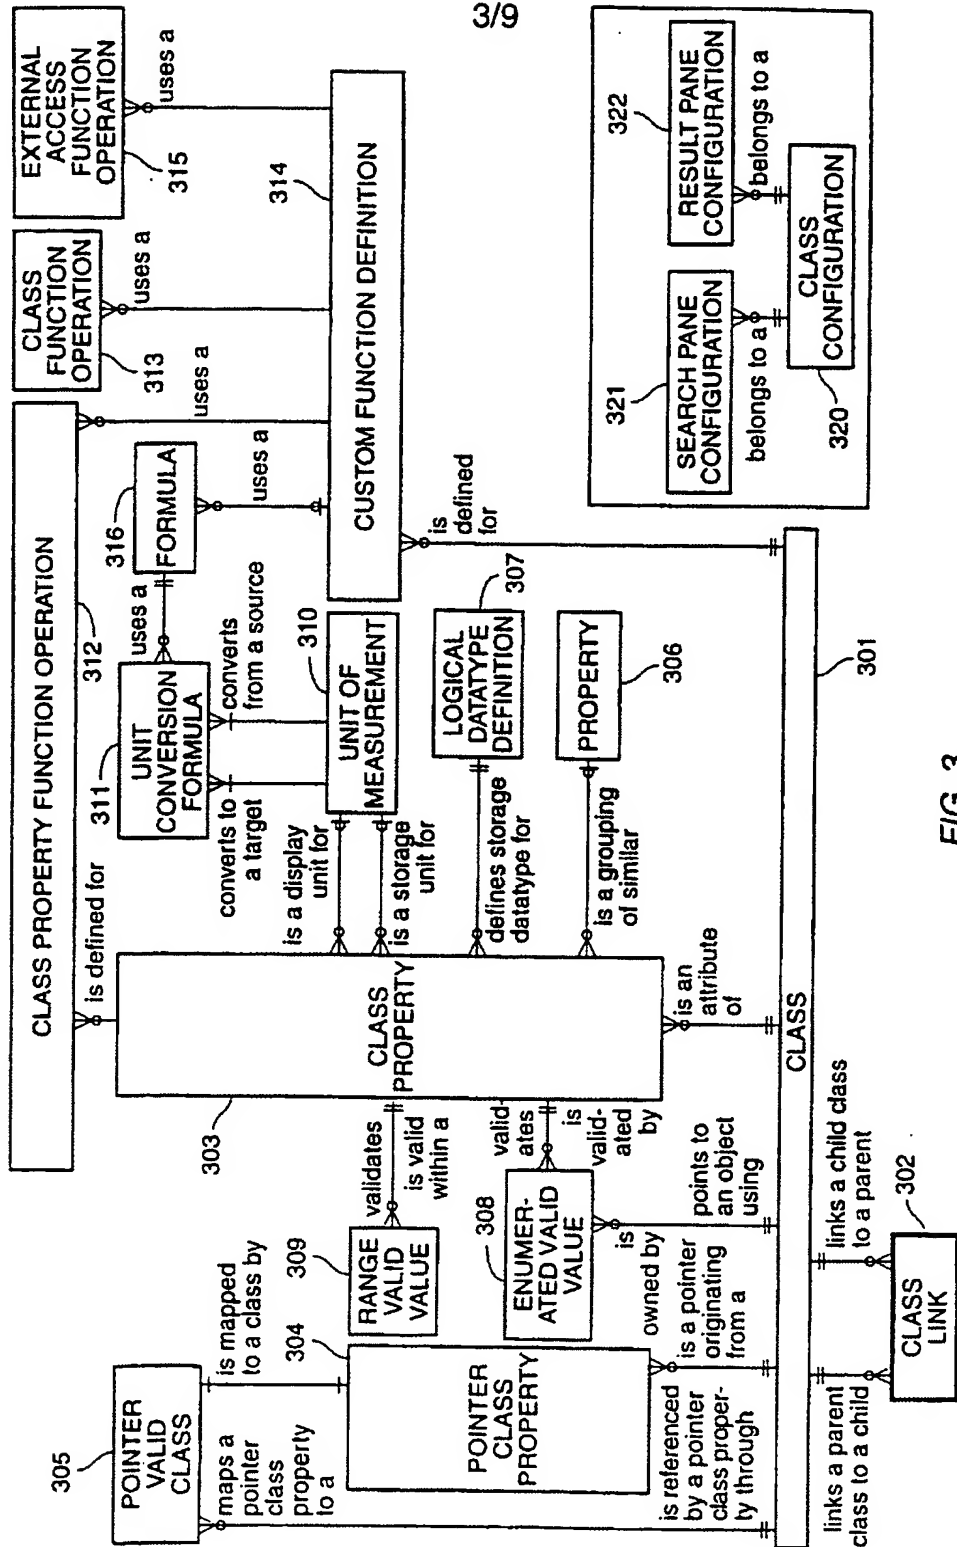 3/9
CLASS PROPERTY FUNCTION OPERATION
312
CLASS
FUNCTION
OPERATION
313
EXTERNAL
ACCESS
FUNCTION
OPERATION
315
is defined for
uses a
uses a
uses a
305
POINTER
VALID
CLASS
maps a
pointer
class
property
to a
is mapped
to a class by
304
POINTER
CLASS
PROPERTY
303
CLASS
PROPERTY
validates
is valid
within a
309
RANGE
VALID
VALUE
valid-
ates
is
valid-
ated
by
308
ENUMER-
ATED VALID
VALUE
311
UNIT
CONVERSION
FORMULA
uses a
316
FORMULA
uses a
converts to
a target
converts
from a source
310
UNIT OF
MEASUREMENT
is a display
unit for
is a storage
unit for
LOGICAL
DATATYPE
DEFINITION
307
defines storage
datatype for
PROPERTY
306
is a grouping
of similar
314
CUSTOM FUNCTION DEFINITION
is
defined
for
is an
attribute
of
is
owned by
points to
an object
using
is a pointer
originating
from a
is referenced
by a pointer
class proper-
ty through
CLASS
301
links a parent
class to a child
links a child class
to a parent
302
CLASS
LINK
321
SEARCH PANE
CONFIGURATION
belongs to a
322
RESULT PANE
CONFIGURATION
belongs to a
320
CLASS
CONFIGURATION
FIG. 3